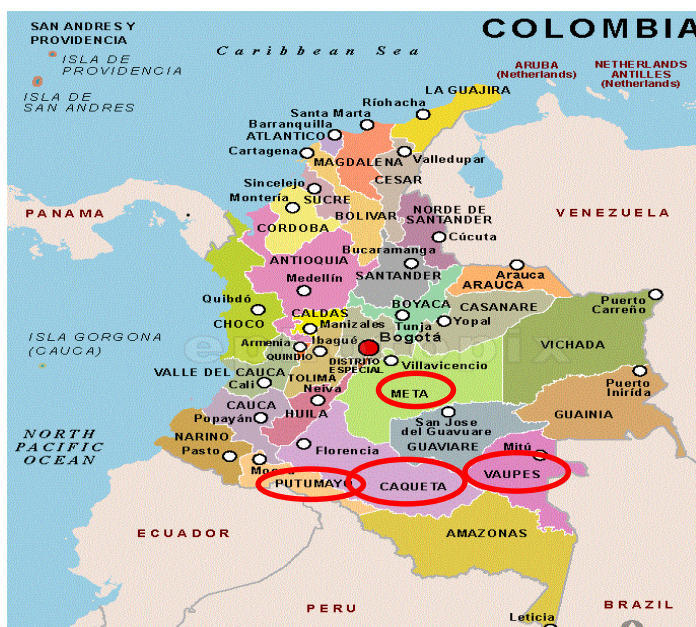 COLOMBIA
SAN ANDRES Y
PROVIDENCIA
Caribbean Sea
ISLA DE
PROVIDENCIA
ISLA DE
SAN ANDRES
ARUBA
(Netherlands)
NETHERLANDS
ANTILLES
(Netherlands)
LA GUAJIRA
Ríohacha
Santa Marta
Barranquilla
ATLANTICO
Cartagena
MAGDALENA
Valledupar
CESAR
Sincelejo
SUCRE
Montería
BOLIVAR
NORDE DE
SANTANDER
PANAMA
VENEZUELA
CORDOBA
Cúcuta
Bucaramanga
ANTIOQUIA
SANTANDER
Medellín
Arauca
ARAUCA
Quibdó
CHOCO
BOYACA
CASANARE
Puerto
Carreño
CALDAS
Manizales
Tunja
Yopal
ISLA GORGONA
(CAUCA)
Armenia
Ibagué
Bogotá
VICHADA
QUINDIO
DISTRITO
ESPECIAL
Villavicencio
VALLE DEL CAUCA
TOLIMA
Cali
Neiva
META
Puerto
Inirída
CAUCA
HUILA
San Jose
del Guavuare
GUAINIA
Popayán
NORTH
PACIFIC
OCEAN
NARINO
Pasto
Florencia
GUAVIARE
Mitú
PUTUMAYO
CAQUETA
VAUPES
ECUADOR
AMAZONAS
PERU
BRAZIL
Leticia